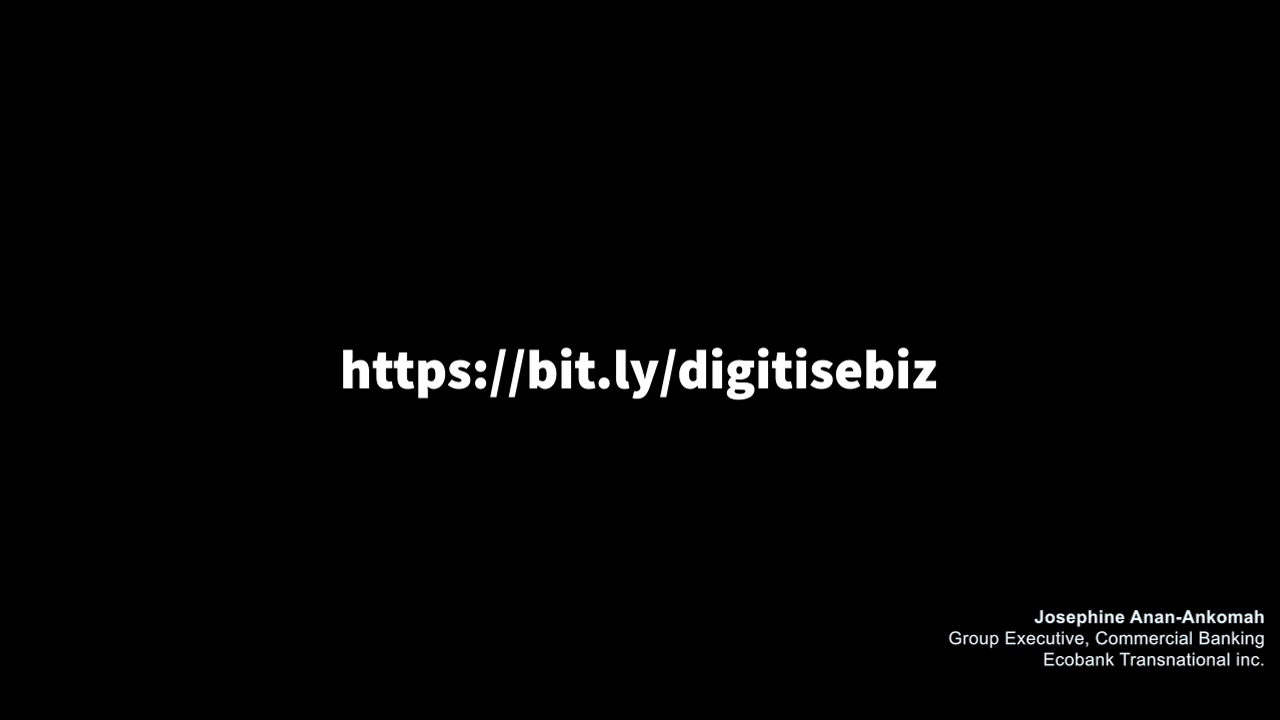 https://bit.ly/digitisebiz
Josephine Anan-Ankomah
Group Executive, Commercial Banking
Ecobank Transnational inc.